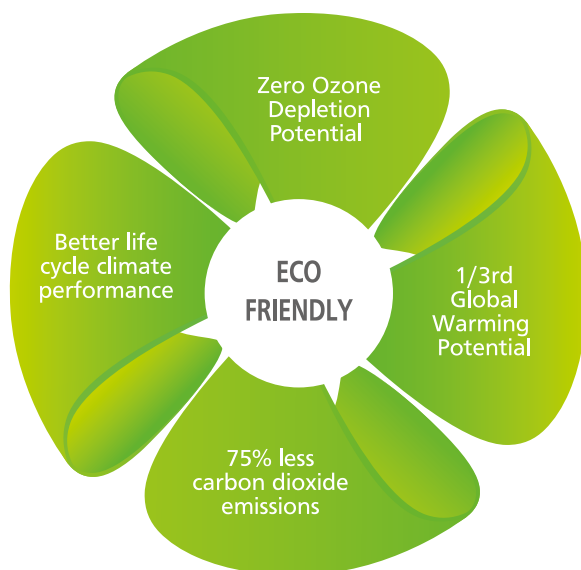 Zero Ozone
Depletion
Potential
1/3rd
Global
Warming
Potential
75% less
carbon dioxide
emissions
Better life
cycle climate
performance
ECO
FRIENDLY